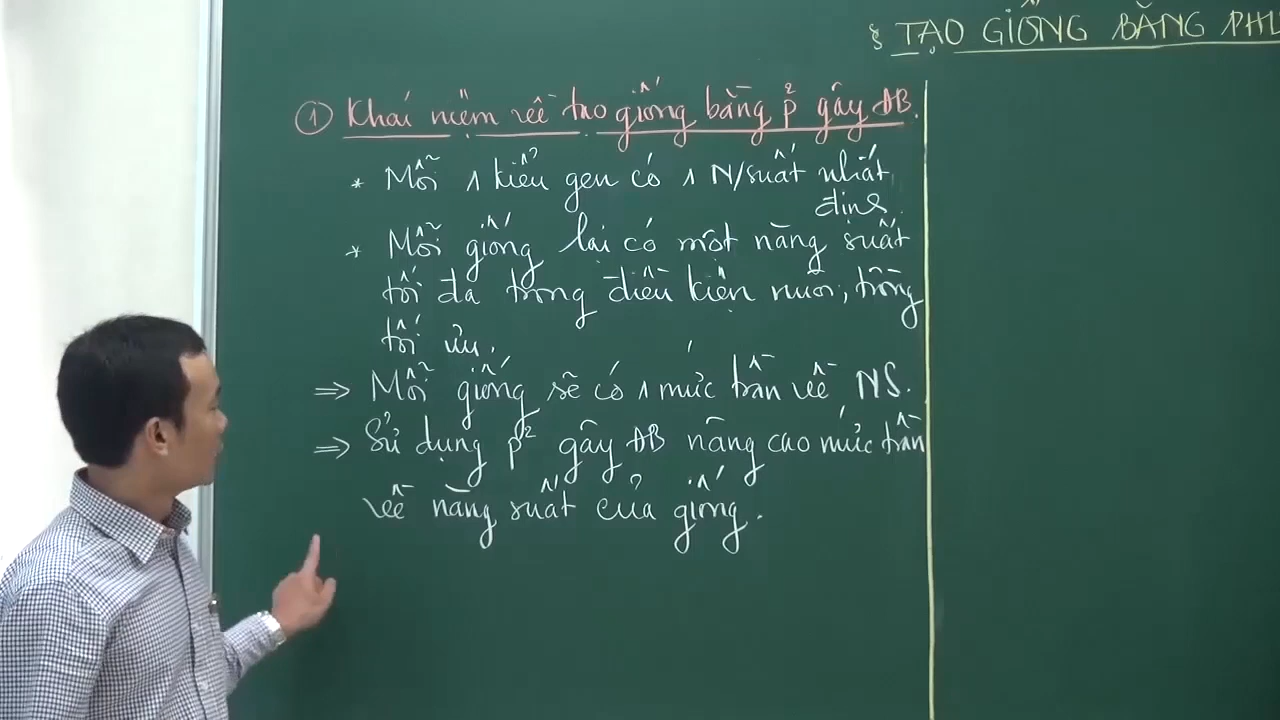 § TẠO GIỐNG BẰNG PHƯ
① Khái niệm về tạo giống bằng p² gây ĐB.
* Mỗi 1 kiểu gen có 1 N/suất nhất
định
* Mỗi giống lại có một năng suất
tối đa trong điều kiện nuôi, trồng
tối ưu.
⇒ Mỗi giống sẽ có 1 mức trần về NS.
⇒ Sử dụng p² gây ĐB nâng cao mức trần
về năng suất của giống.